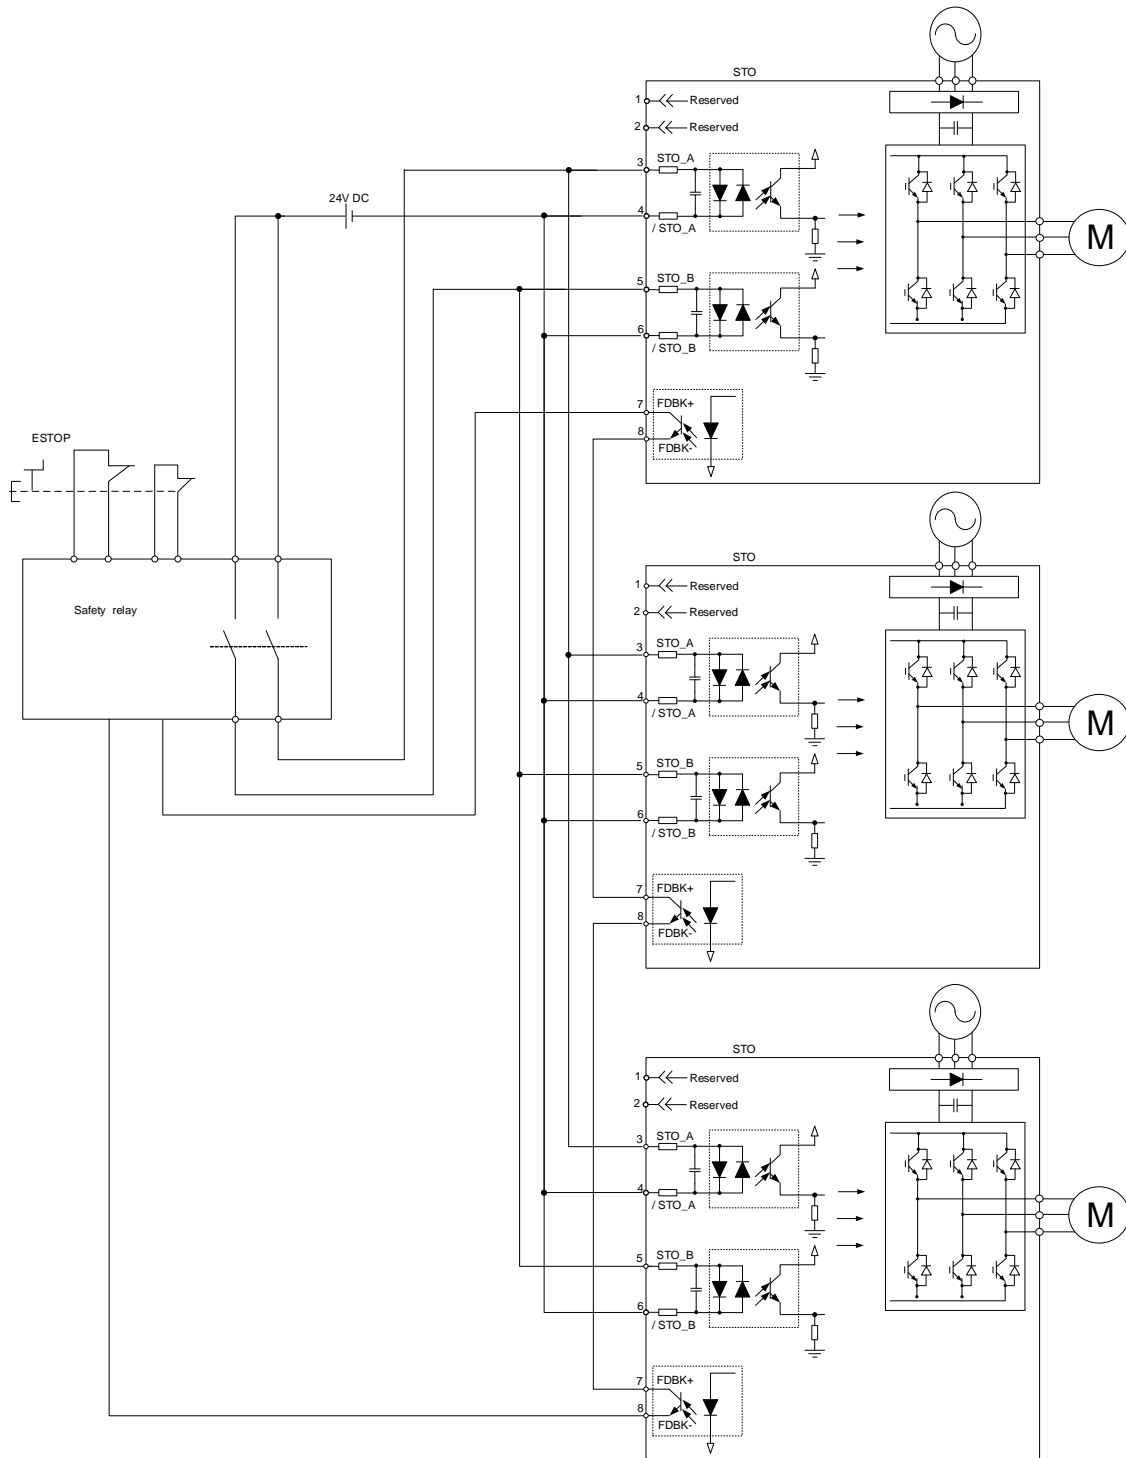 STO
1
Reserved
2
Reserved
3
STO_A
24V DC
4
/ STO_A
M
5
STO_B
6
/ STO_B
7
FDBK+
8
FDBK-
ESTOP
Safety relay
STO
1
Reserved
2
Reserved
3
STO_A
4
/ STO_A
M
5
STO_B
6
/ STO_B
7
FDBK+
8
FDBK-
STO
1
Reserved
2
Reserved
3
STO_A
4
/ STO_A
M
5
STO_B
6
/ STO_B
7
FDBK+
8
FDBK-